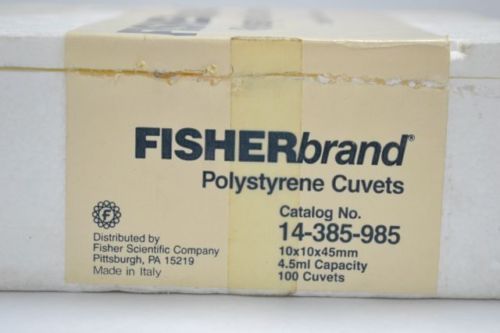 FISHERbrand®
Polystyrene Cuvets
Catalog No.
14-385-985
10x10x45mm
4.5ml Capacity
100 Cuvets
F
Distributed by
Fisher Scientific Company
Pittsburgh, PA 15219
Made in Italy